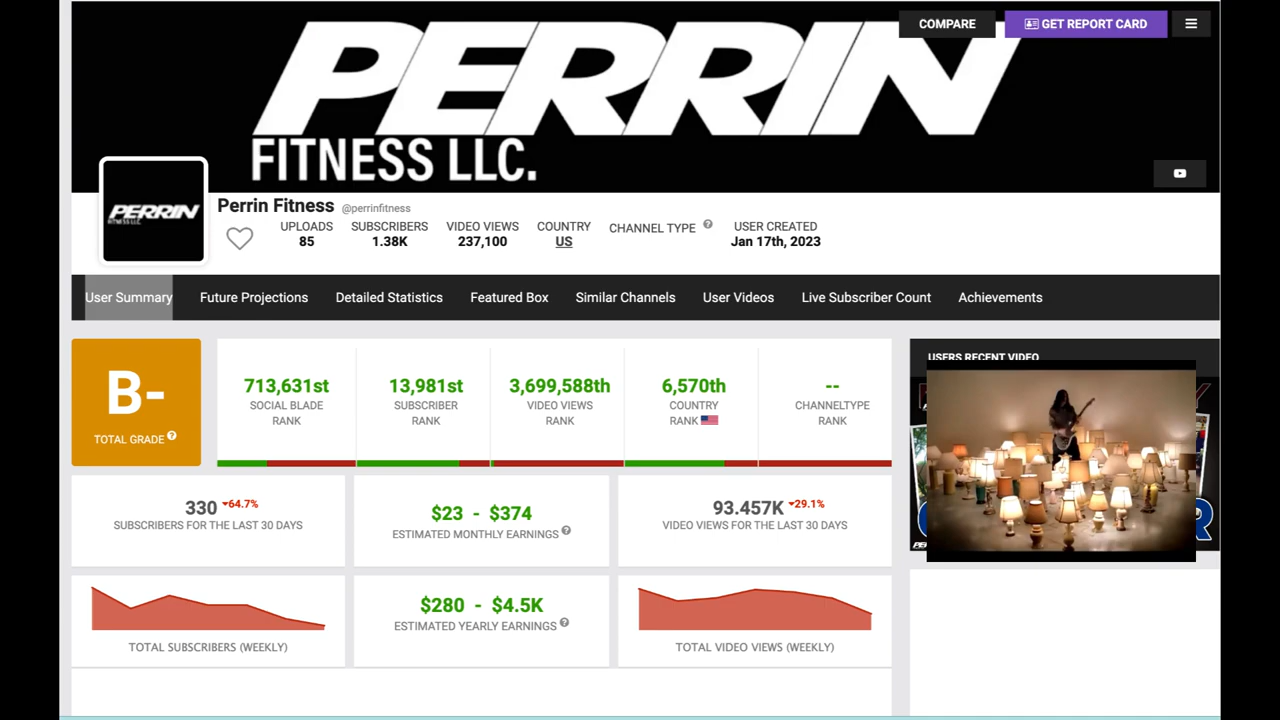 PERRIN
FITNESS LLC.
COMPARE
GET REPORT CARD
PERRIN
FITNESS LLC.
Perrin Fitness @perrinfitness
UPLOADS
85
SUBSCRIBERS
1.38K
VIDEO VIEWS
237,100
COUNTRY
US
CHANNEL TYPE ?
USER CREATED
Jan 17th, 2023
User Summary
Future Projections
Detailed Statistics
Featured Box
Similar Channels
User Videos
Live Subscriber Count
Achievements
B-
TOTAL GRADE ?
713,631st
SOCIAL BLADE
RANK
13,981st
SUBSCRIBER
RANK
3,699,588th
VIDEO VIEWS
RANK
6,570th
COUNTRY
RANK
--
CHANNELTYPE
RANK
USERS RECENT VIDEO
330 -64.7%
SUBSCRIBERS FOR THE LAST 30 DAYS
$23 - $374
ESTIMATED MONTHLY EARNINGS ?
93.457K -29.1%
VIDEO VIEWS FOR THE LAST 30 DAYS
TOTAL SUBSCRIBERS (WEEKLY)
$280 - $4.5K
ESTIMATED YEARLY EARNINGS ?
TOTAL VIDEO VIEWS (WEEKLY)